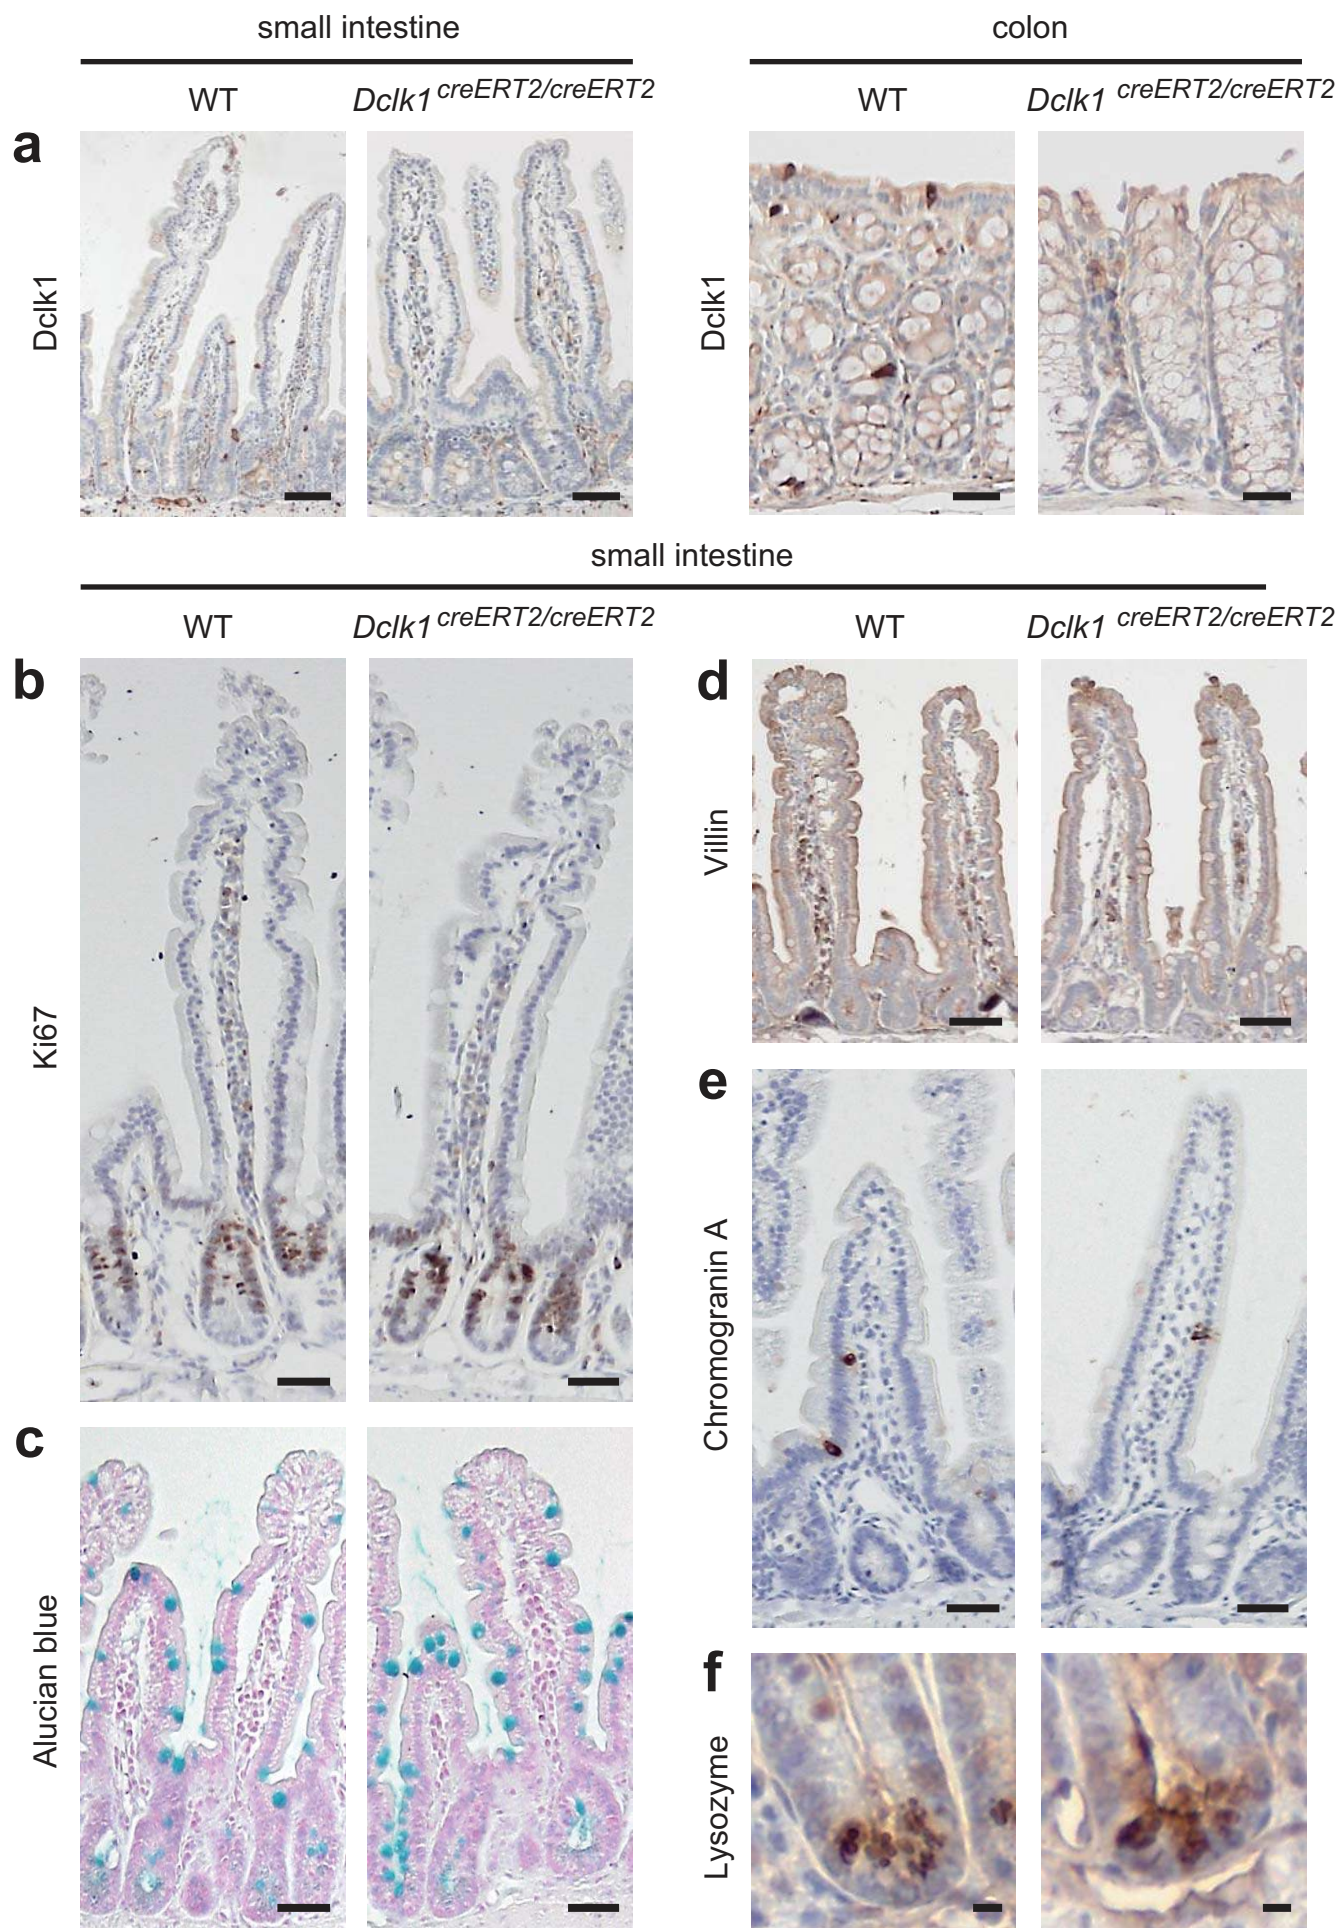 small intestine
colon
WT
Dclk1 creERT2/creERT2
WT
Dclk1 creERT2/creERT2
a
Dclk1
Dclk1
small intestine
WT
Dclk1 creERT2/creERT2
WT
Dclk1 creERT2/creERT2
b
Ki67
d
Villin
e
Chromogranin A
c
Alucian blue
f
Lysozyme